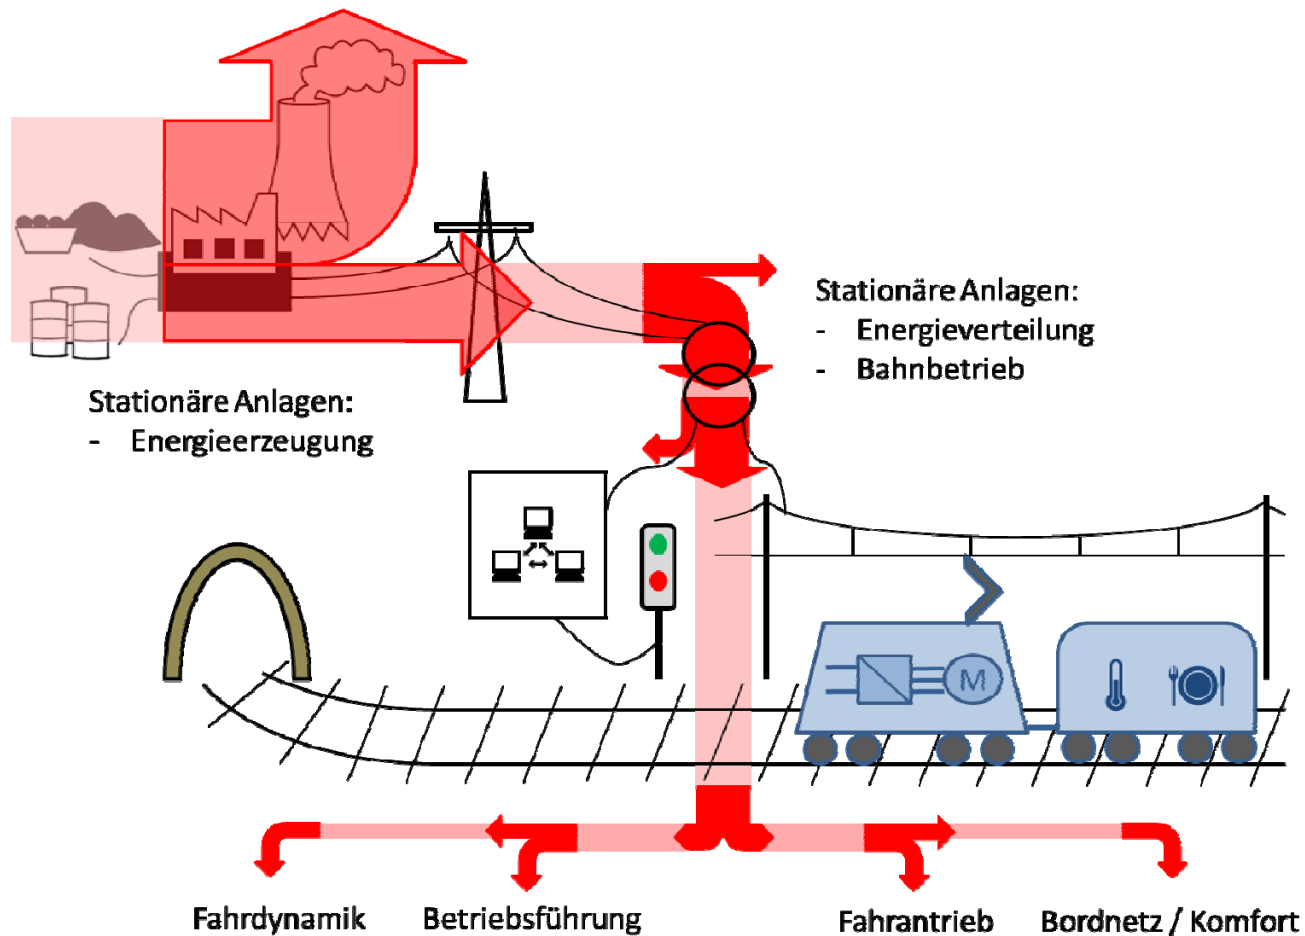 Stationäre Anlagen:
- Energieverteilung
- Bahnbetrieb
Stationäre Anlagen:
- Energieerzeugung
M
Fahrdynamik
Betriebsführung
Fahrantrieb
Bordnetz / Komfort